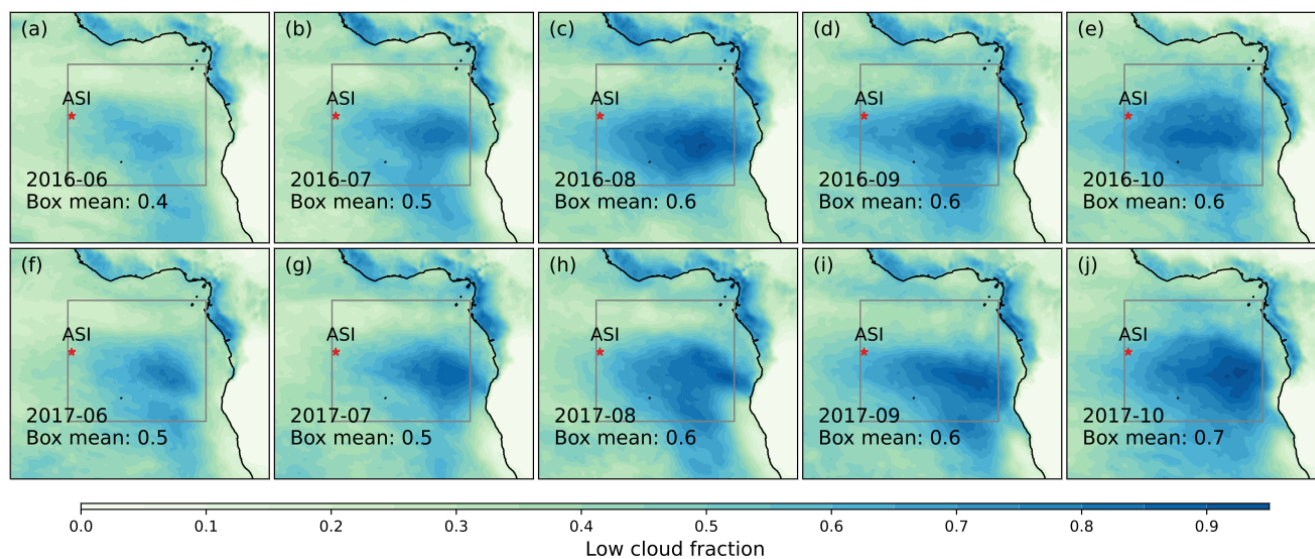 (a) (b) (c) (d) (e)
ASI ASI ASI ASI ASI
2016-06 2016-07 2016-08 2016-09 2016-10
Box mean: 0.4 Box mean: 0.5 Box mean: 0.6 Box mean: 0.6 Box mean: 0.6
(f) (g) (h) (i) (j)
ASI ASI ASI ASI ASI
2017-06 2017-07 2017-08 2017-09 2017-10
Box mean: 0.5 Box mean: 0.5 Box mean: 0.6 Box mean: 0.6 Box mean: 0.7
0.0 0.1 0.2 0.3 0.4 0.5 0.6 0.7 0.8 0.9
Low cloud fraction